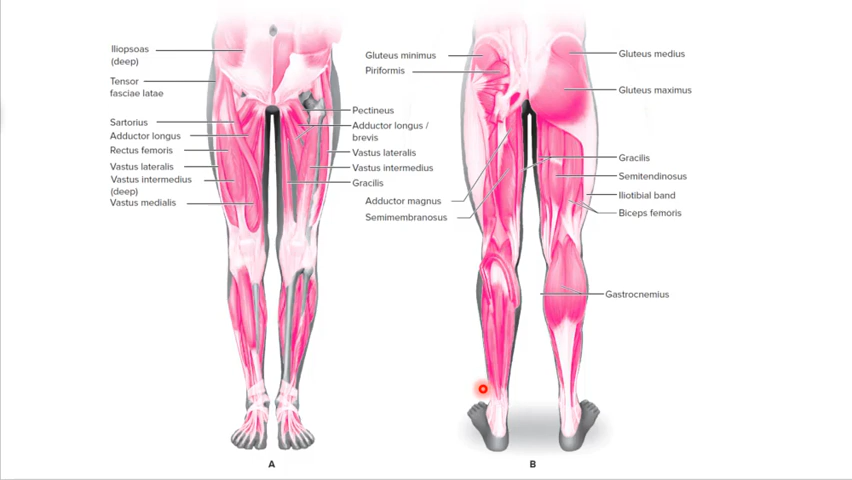 Iliopsoas
(deep)
Tensor
fasciae latae
Sartorius
Adductor longus
Rectus femoris
Vastus lateralis
Vastus intermedius
(deep)
Vastus medialis
Pectineus
Adductor longus /
brevis
Vastus lateralis
Vastus intermedius
Gracilis
A
Gluteus minimus
Piriformis
Adductor magnus
Semimembranosus
Gluteus medius
Gluteus maximus
Gracilis
Semitendinosus
Iliotibial band
Biceps femoris
Gastrocnemius
B